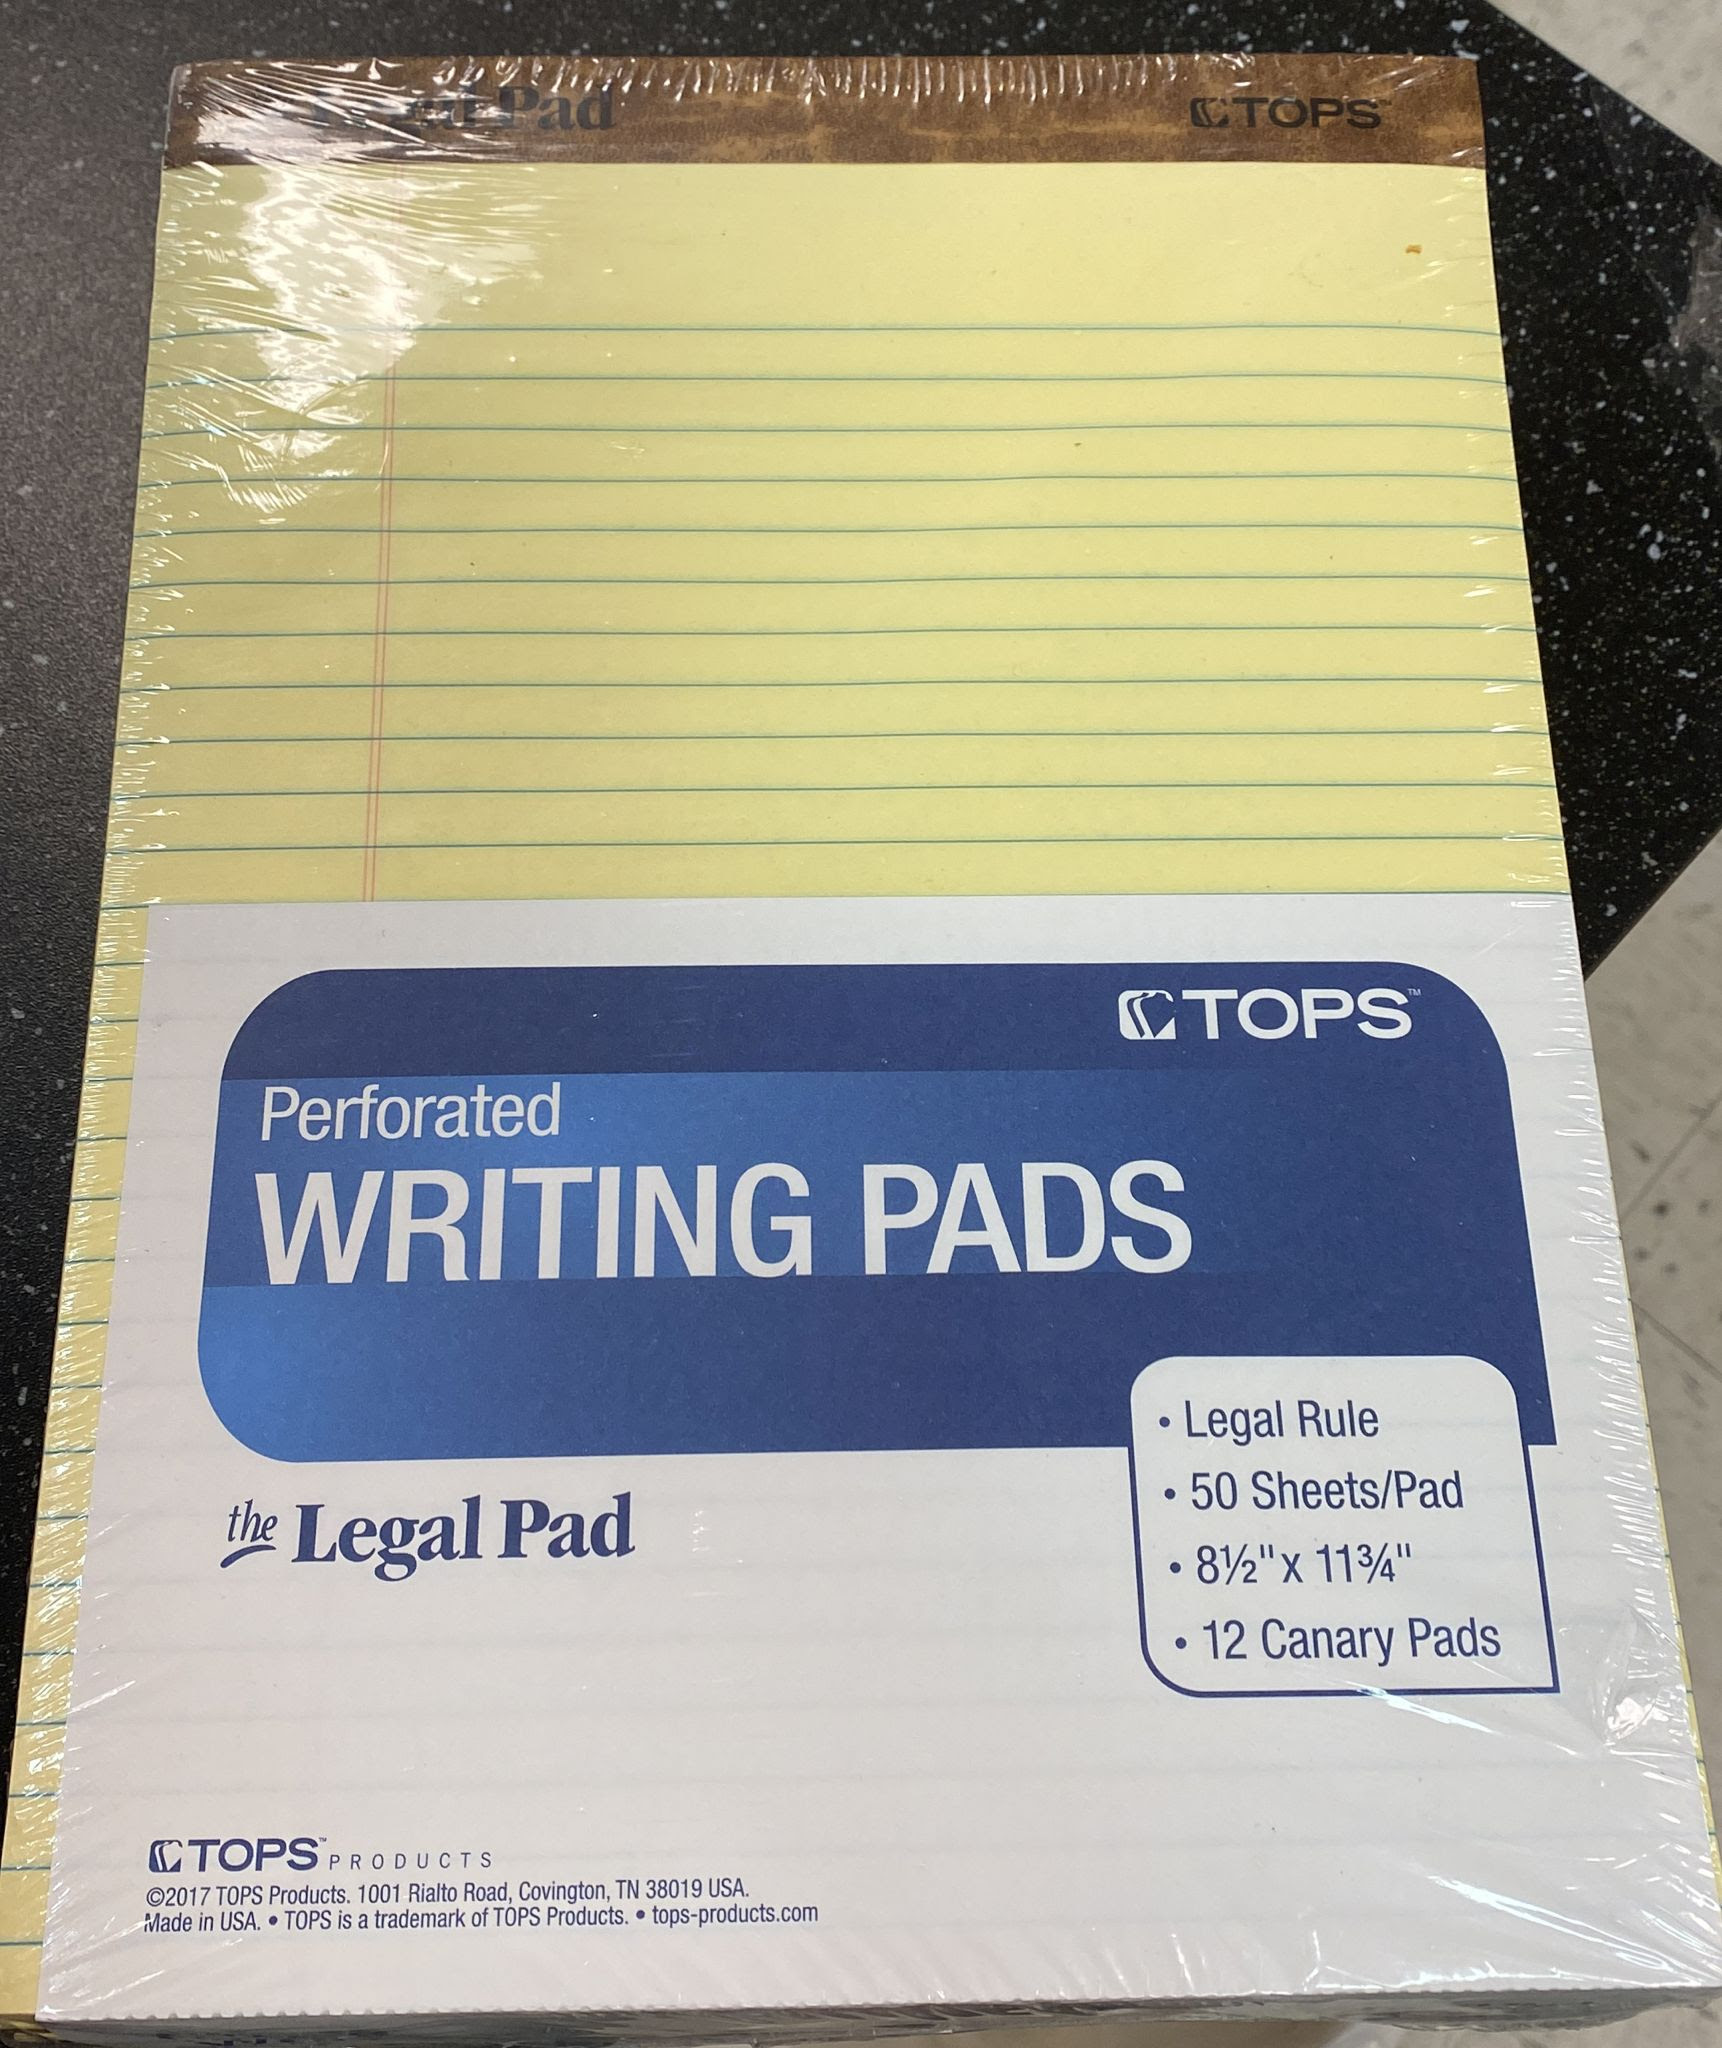 Legal Pad
TOPS
TOPS™
Perforated
WRITING PADS
• Legal Rule
• 50 Sheets/Pad
• 8½" x 11¾"
• 12 Canary Pads
the Legal Pad
TOPS™ PRODUCTS
©2017 TOPS Products. 1001 Rialto Road, Covington, TN 38019 USA.
Made in USA. • TOPS is a trademark of TOPS Products. • tops-products.com